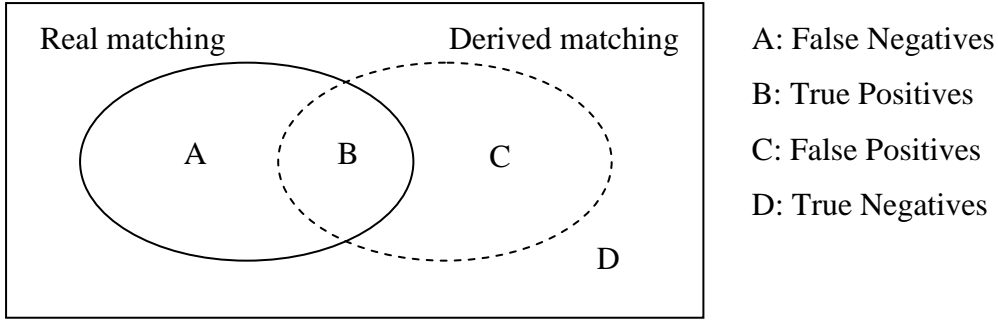 Real matching
Derived matching
A
B
C
D
A: False Negatives
B: True Positives
C: False Positives
D: True Negatives